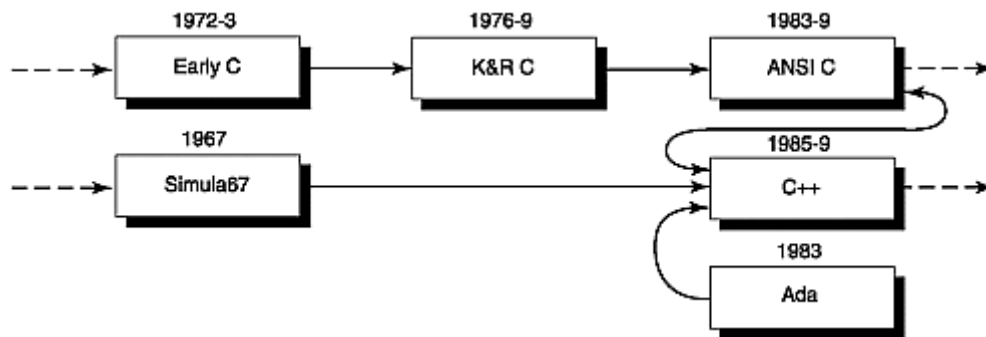 1972-3
1976-9
1983-9
Early C
K&R C
ANSI C
1967
1985-9
Simula67
C++
1983
Ada